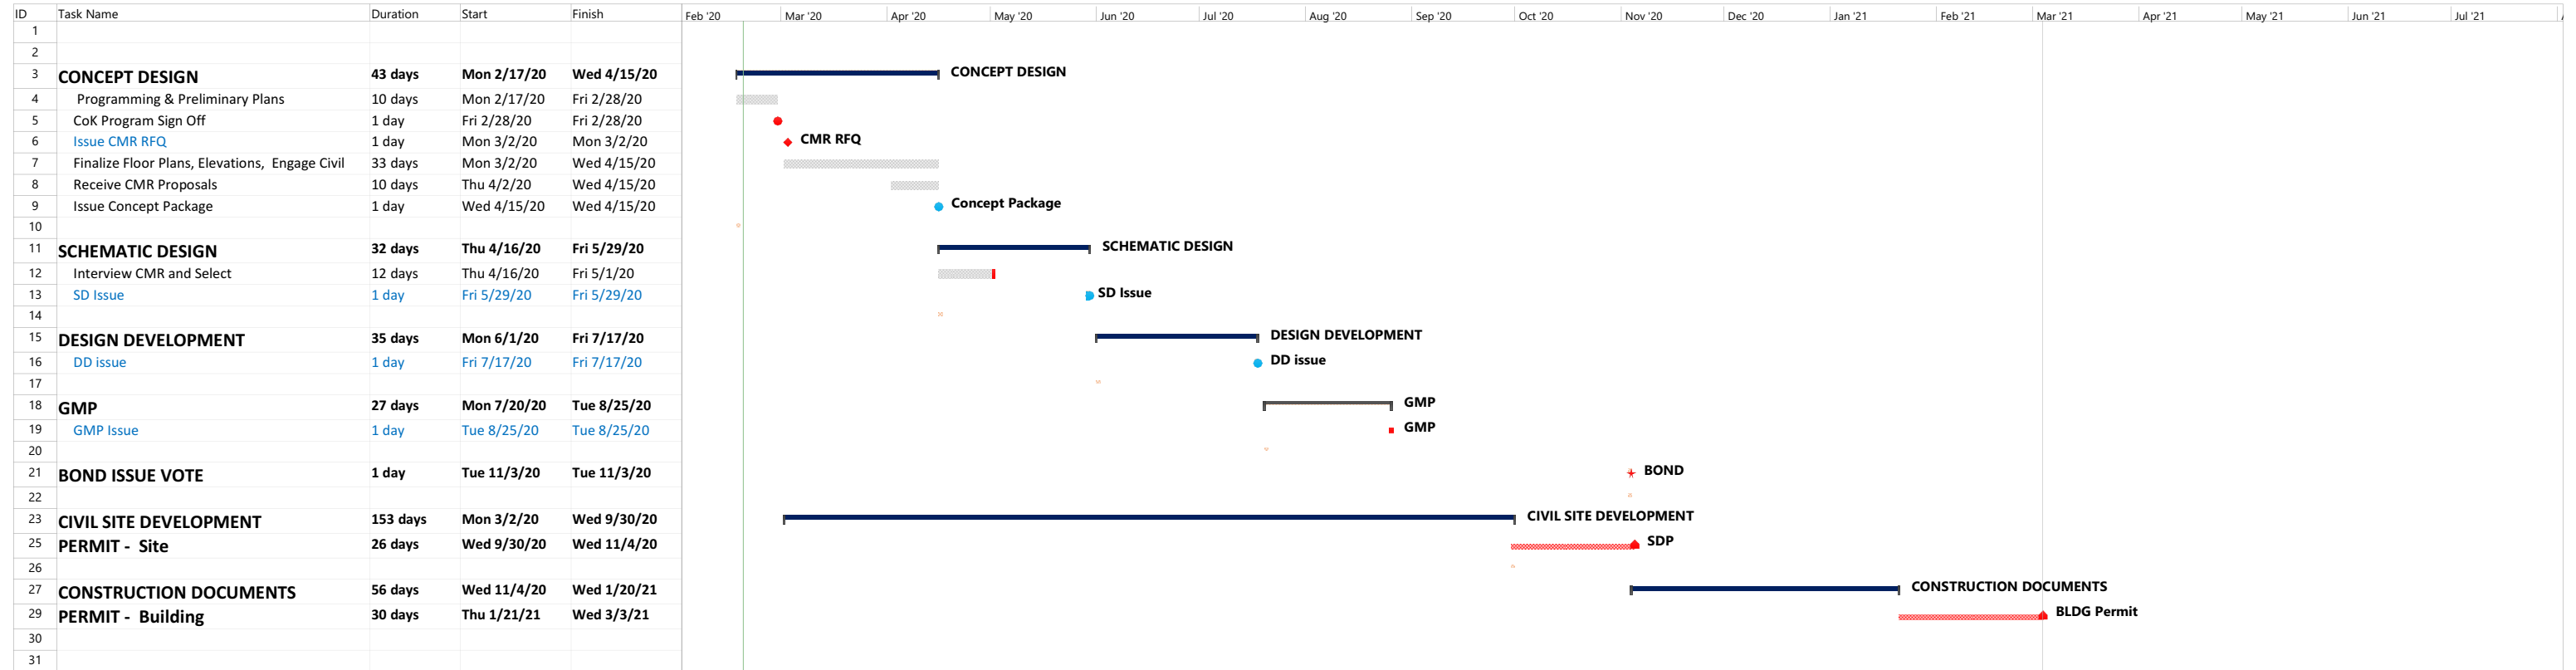 ID Task Name Duration Start Finish Feb '20 Mar '20 Apr '20 May '20 Jun '20 Jul '20 Aug '20 Sep '20 Oct '20 Nov '20 Dec '20 Jan '21 Feb '21 Mar '21 Apr '21 May '21 Jun '21 Jul '21
1
2
3 CONCEPT DESIGN 43 days Mon 2/17/20 Wed 4/15/20 CONCEPT DESIGN
4 Programming & Preliminary Plans 10 days Mon 2/17/20 Fri 2/28/20
5 CoK Program Sign Off 1 day Fri 2/28/20 Fri 2/28/20
6 Issue CMR RFQ 1 day Mon 3/2/20 Mon 3/2/20 CMR RFQ
7 Finalize Floor Plans, Elevations, Engage Civil 33 days Mon 3/2/20 Wed 4/15/20
8 Receive CMR Proposals 10 days Thu 4/2/20 Wed 4/15/20
9 Issue Concept Package 1 day Wed 4/15/20 Wed 4/15/20 Concept Package
10
11 SCHEMATIC DESIGN 32 days Thu 4/16/20 Fri 5/29/20 SCHEMATIC DESIGN
12 Interview CMR and Select 12 days Thu 4/16/20 Fri 5/1/20
13 SD Issue 1 day Fri 5/29/20 Fri 5/29/20 SD Issue
14
15 DESIGN DEVELOPMENT 35 days Mon 6/1/20 Fri 7/17/20 DESIGN DEVELOPMENT
16 DD issue 1 day Fri 7/17/20 Fri 7/17/20 DD issue
17
18 GMP 27 days Mon 7/20/20 Tue 8/25/20 GMP
19 GMP Issue 1 day Tue 8/25/20 Tue 8/25/20 GMP
20
21 BOND ISSUE VOTE 1 day Tue 11/3/20 Tue 11/3/20 BOND
22
23 CIVIL SITE DEVELOPMENT 153 days Mon 3/2/20 Wed 9/30/20 CIVIL SITE DEVELOPMENT
25 PERMIT - Site 26 days Wed 9/30/20 Wed 11/4/20 SDP
26
27 CONSTRUCTION DOCUMENTS 56 days Wed 11/4/20 Wed 1/20/21 CONSTRUCTION DOCUMENTS
29 PERMIT - Building 30 days Thu 1/21/21 Wed 3/3/21 BLDG Permit
30
31